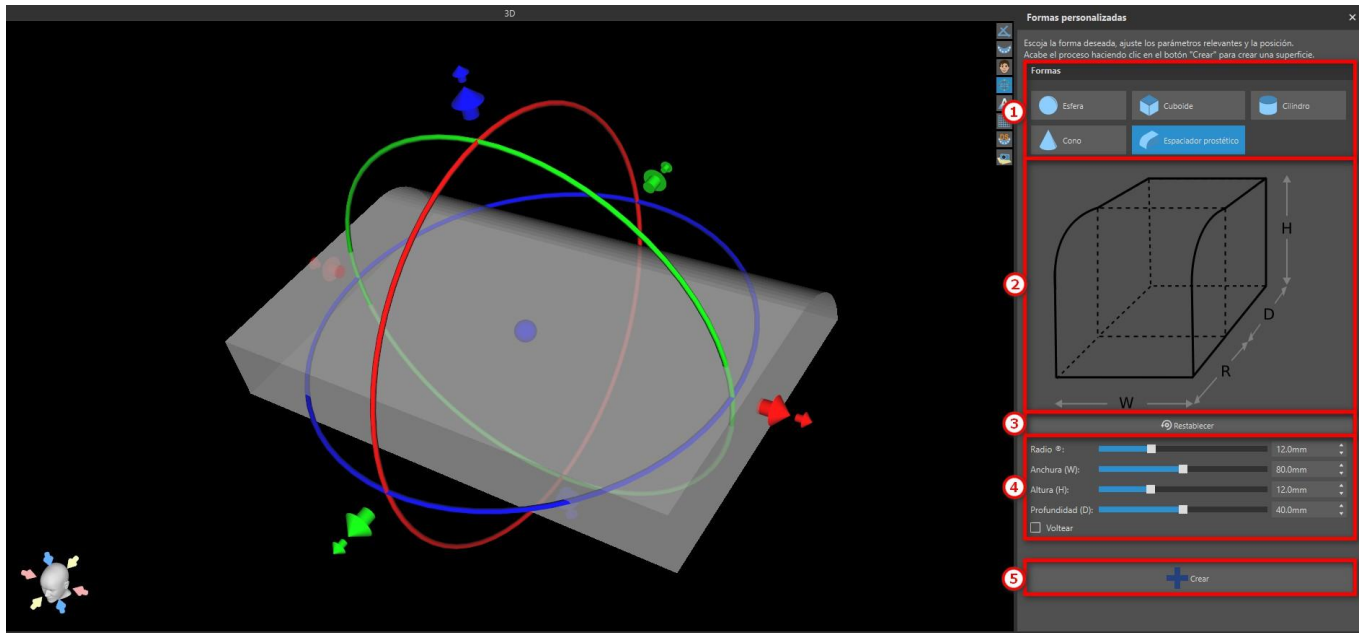 3D
Formas personalizadas
Escoja la forma deseada, ajuste los parámetros relevantes y la posición.
Acabe el proceso haciendo clic en el botón "Crear" para crear una superficie.
Formas
1
Esfera
Cuboide
Cilindro
Cono
Espaciador prostético
2
H
D
R
W
3
Restablecer
4
Radio ®:
12.0mm
Anchura (W):
80.0mm
Altura (H):
12.0mm
Profundidad (D):
40.0mm
Voltear
5
Crear